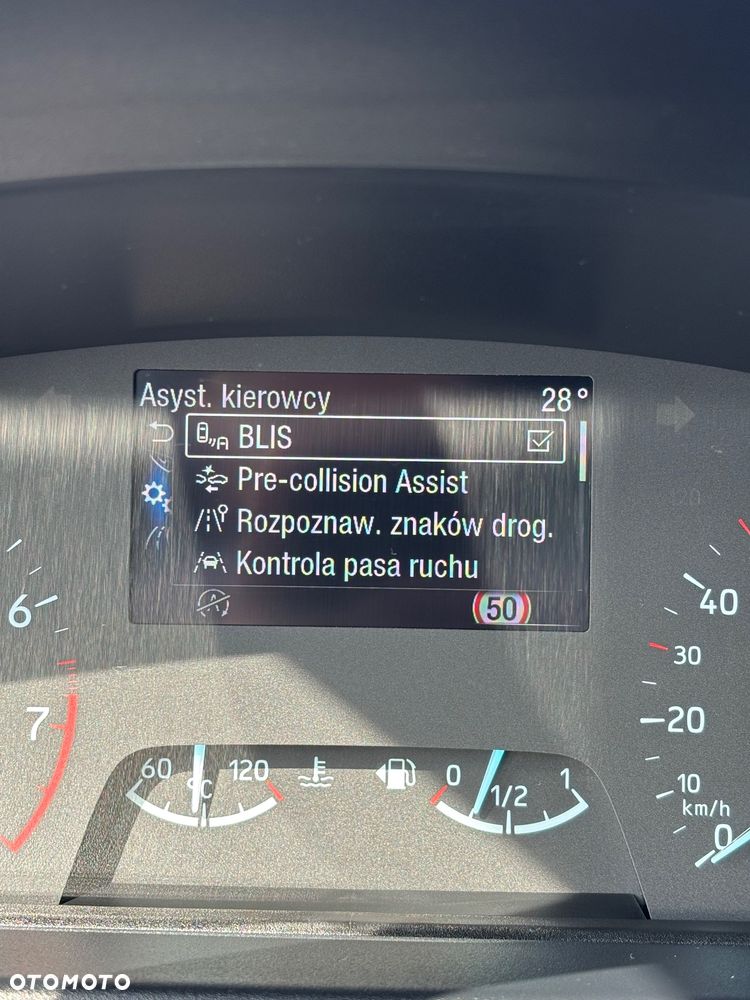 Asyst. kierowcy 28°
BLIS
Pre-collision Assist
Rozpoznaw. znaków drog.
Kontrola pasa ruchu
50
6
7
40
30
20
10
km/h
0
60 °C 120
0 1/2 1
OTOMOTO